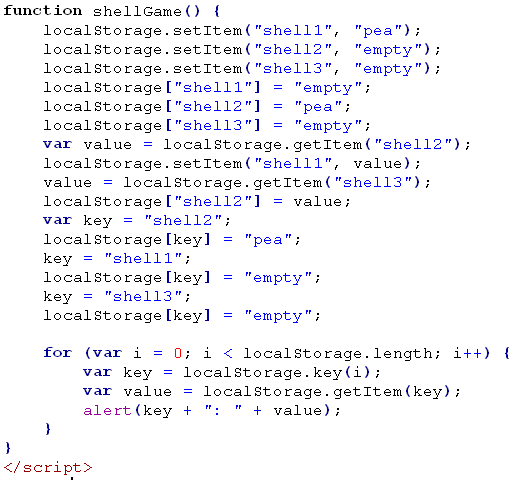 function shellGame() {
    localStorage.setItem("shell1", "pea");
    localStorage.setItem("shell2", "empty");
    localStorage.setItem("shell3", "empty");
    localStorage["shell1"] = "empty";
    localStorage["shell2"] = "pea";
    localStorage["shell3"] = "empty";
    var value = localStorage.getItem("shell2");
    localStorage.setItem("shell1", value);
    value = localStorage.getItem("shell3");
    localStorage["shell2"] = value;
    var key = "shell2";
    localStorage[key] = "pea";
    key = "shell1";
    localStorage[key] = "empty";
    key = "shell3";
    localStorage[key] = "empty";

    for (var i = 0; i < localStorage.length; i++) {
        var key = localStorage.key(i);
        var value = localStorage.getItem(key);
        alert(key + ": " + value);
    }
}
</script>